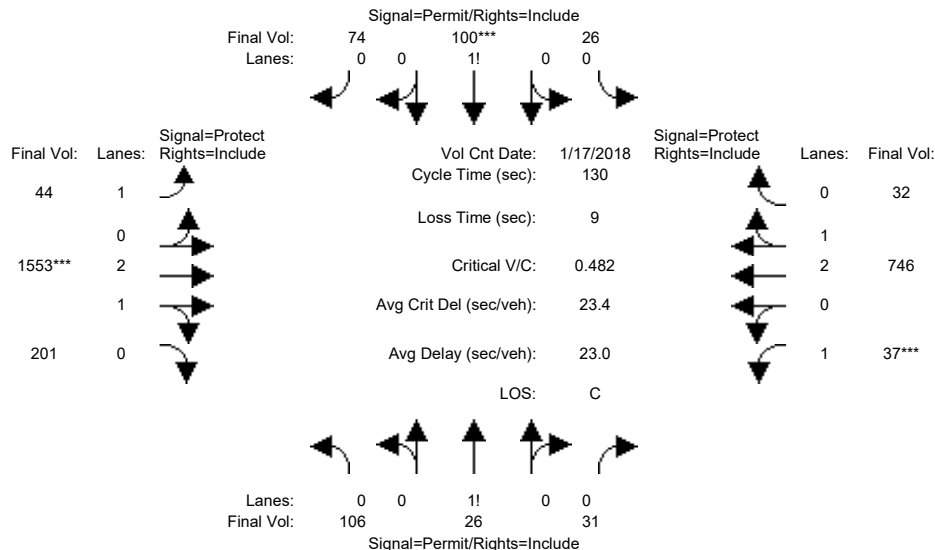 Signal=Permit/Rights=Include
Final Vol: 74 100*** 26
Lanes: 0 0 1! 0 0
Signal=Protect Signal=Protect
Final Vol: Lanes: Rights=Include Vol Cnt Date: 1/17/2018 Rights=Include Lanes: Final Vol:
Cycle Time (sec): 130
44 1 0 32
Loss Time (sec): 9
0 1
1553*** 2 Critical V/C: 0.482 2 746
1 Avg Crit Del (sec/veh): 23.4 0
201 0 Avg Delay (sec/veh): 23.0 1 37***
LOS: C
Lanes: 0 0 1! 0 0
Final Vol: 106 26 31
Signal=Permit/Rights=Include